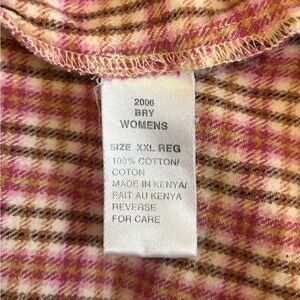 2006
BRY
WOMENS
SIZE XXL REG
100% COTTON/
COTON
MADE IN KENYA/
FAIT AU KENYA
REVERSE
FOR CARE